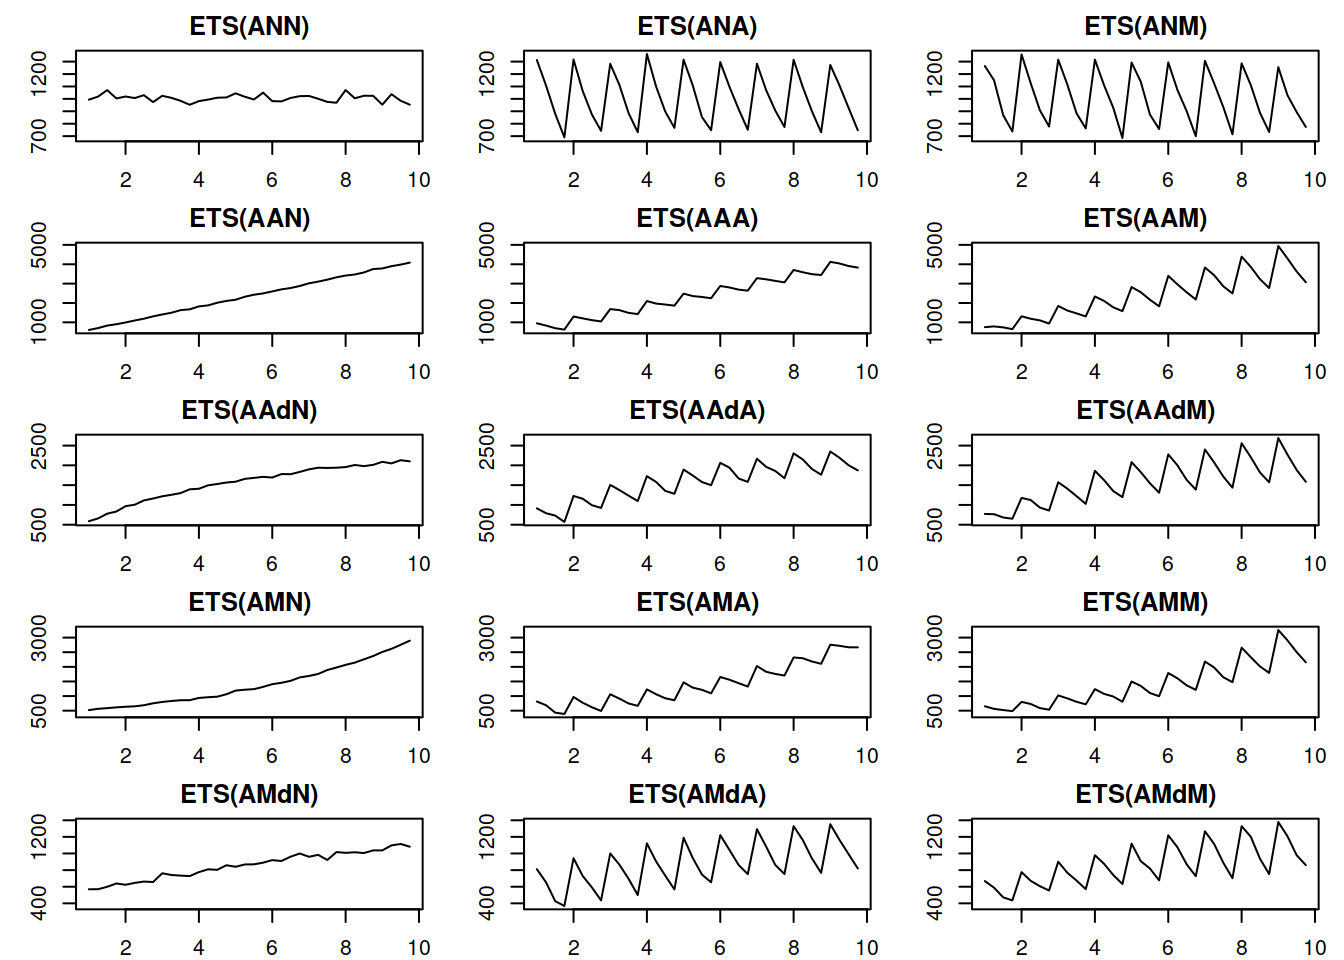 ETS(ANN) ETS(ANA) ETS(ANM)
700 1200 700 1200 700 1200
2 4 6 8 10 2 4 6 8 10 2 4 6 8 10
ETS(AAN) ETS(AAA) ETS(AAM)
1000 5000 1000 5000 1000 5000
2 4 6 8 10 2 4 6 8 10 2 4 6 8 10
ETS(AAdN) ETS(AAdA) ETS(AAdM)
500 2500 500 2500 500 2500
2 4 6 8 10 2 4 6 8 10 2 4 6 8 10
ETS(AMN) ETS(AMA) ETS(AMM)
500 3000 500 3000 500 3000
2 4 6 8 10 2 4 6 8 10 2 4 6 8 10
ETS(AMdN) ETS(AMdA) ETS(AMdM)
400 1200 400 1200 400 1200
2 4 6 8 10 2 4 6 8 10 2 4 6 8 10